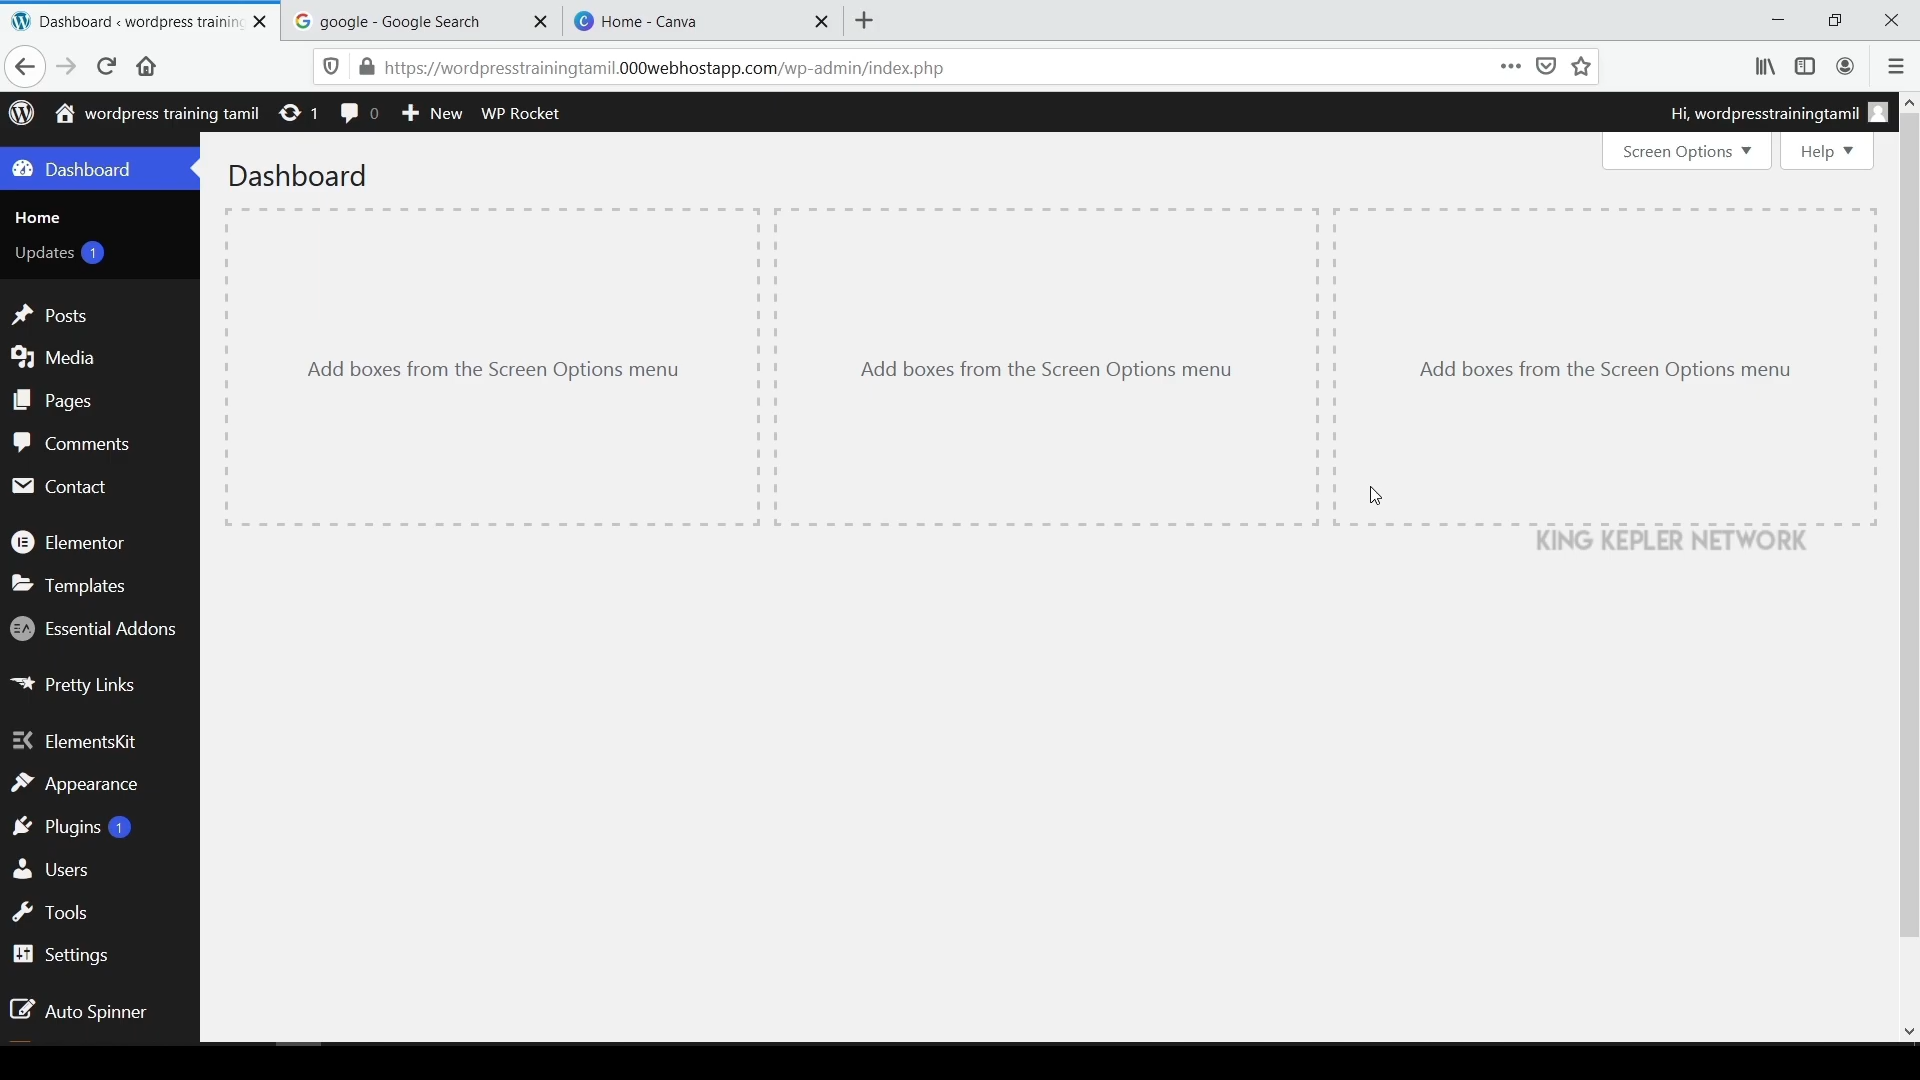 Dashboard ‹ wordpress training
google - Google Search
Home - Canva
https://wordpresstrainingtamil.000webhostapp.com/wp-admin/index.php
wordpress training tamil
1
0
New
WP Rocket
Hi, wordpresstrainingtamil
Dashboard
Home
Updates 1
Posts
Media
Pages
Comments
Contact
Elementor
Templates
Essential Addons
Pretty Links
ElementsKit
Appearance
Plugins 1
Users
Tools
Settings
Auto Spinner
Screen Options
Help
Dashboard
Add boxes from the Screen Options menu
Add boxes from the Screen Options menu
Add boxes from the Screen Options menu
KING KEPLER NETWORK